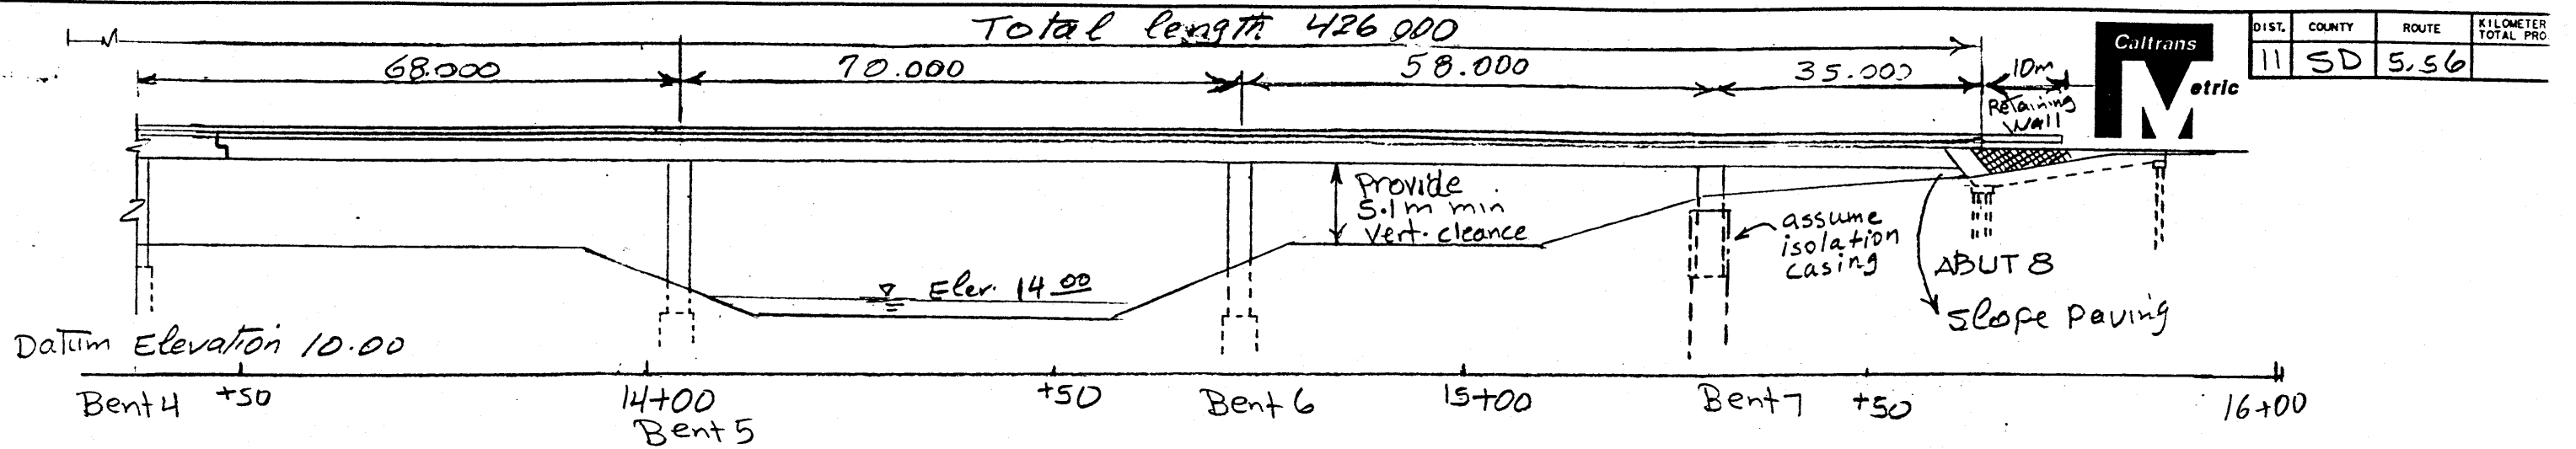 Total length 426.000
68.000
70.000
58.000
35.000
10m
Retaining
Wall
Caltrans
Metric
DIST.
COUNTY
ROUTE
KILOMETER
TOTAL PRO
11
SD
5,56
Provide
5.1m min
Vert. cleance
assume
isolation
casing
ABUT 8
Slope Paving
Elev. 14.00
Datum Elevation 10.00
Bent 4
+50
14+00
Bent 5
+50
Bent 6
15+00
Bent 7
+50
16+00